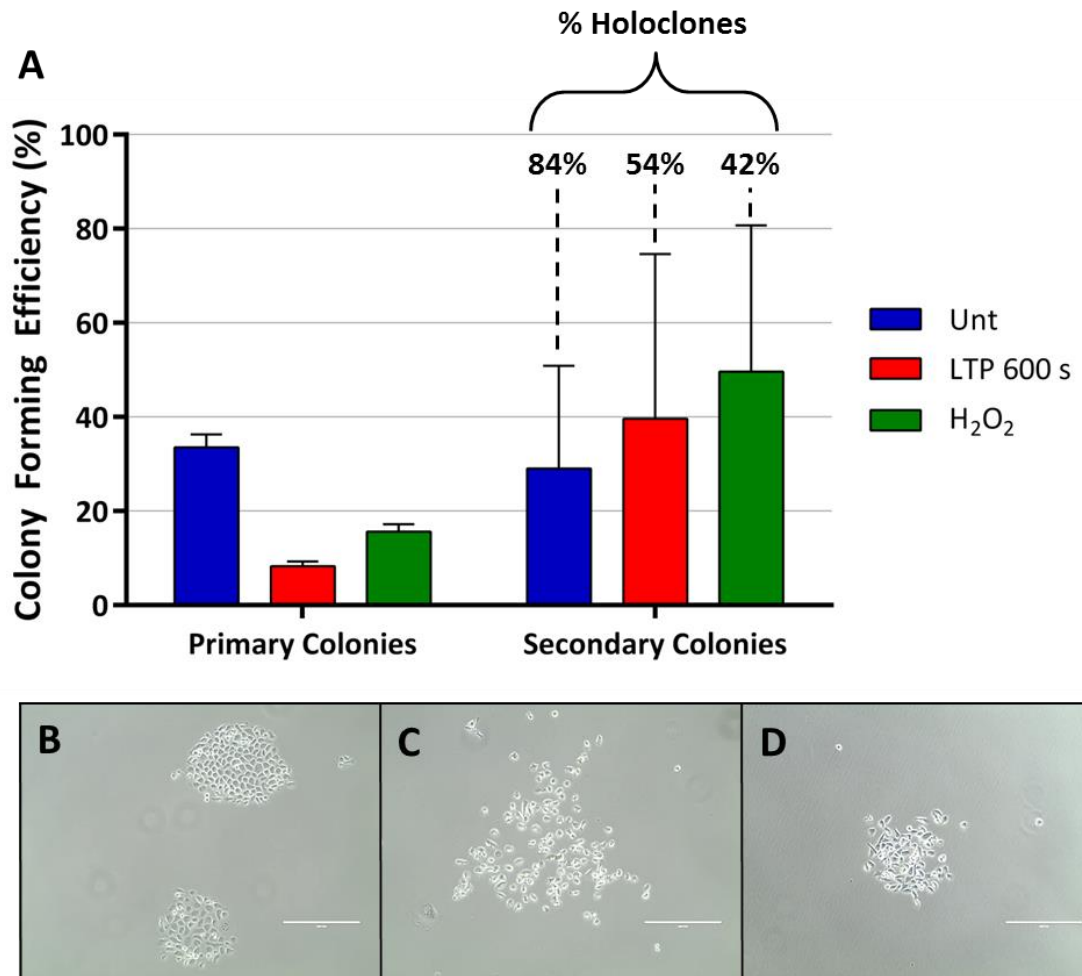 % Holoclones
A
Colony Forming Efficiency (%)
100
80
60
40
20
0
84% 54% 42%
Unt
LTP 600 s
H₂O₂
Primary Colonies Secondary Colonies
B C D